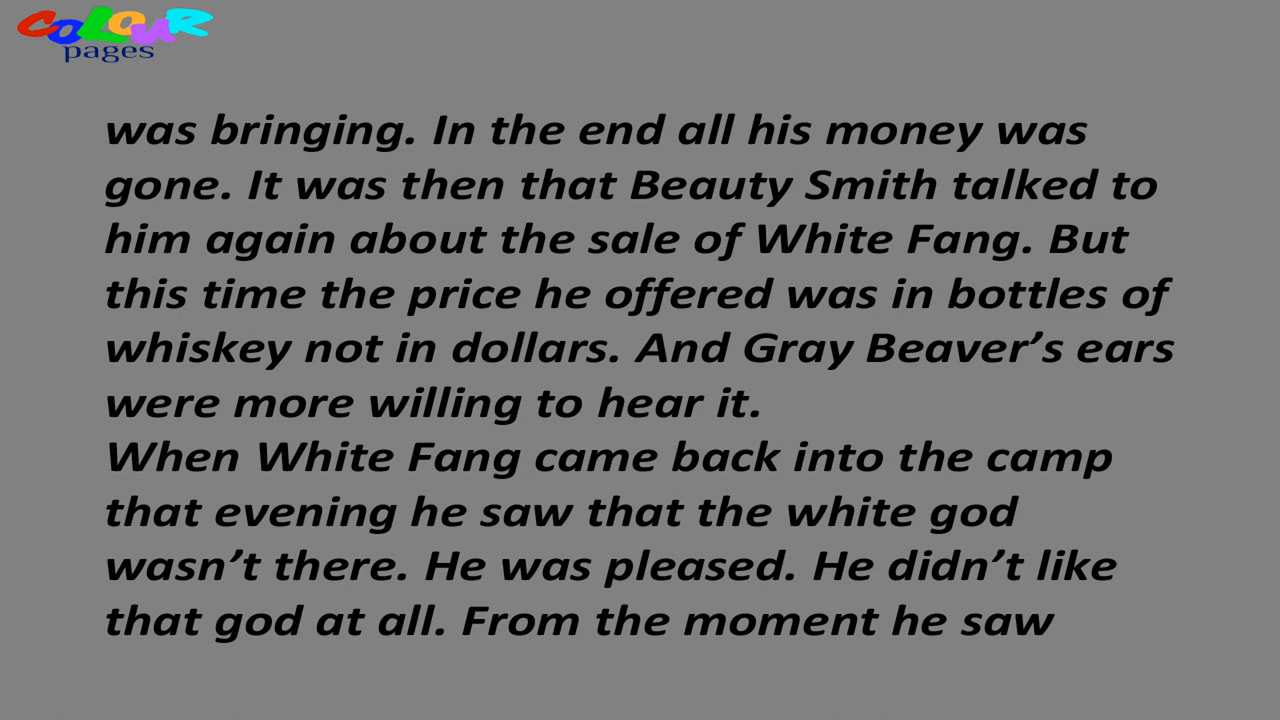 COLOUR
pages
was bringing. In the end all his money was
gone. It was then that Beauty Smith talked to
him again about the sale of White Fang. But
this time the price he offered was in bottles of
whiskey not in dollars. And Gray Beaver’s ears
were more willing to hear it.
When White Fang came back into the camp
that evening he saw that the white god
wasn’t there. He was pleased. He didn’t like
that god at all. From the moment he saw